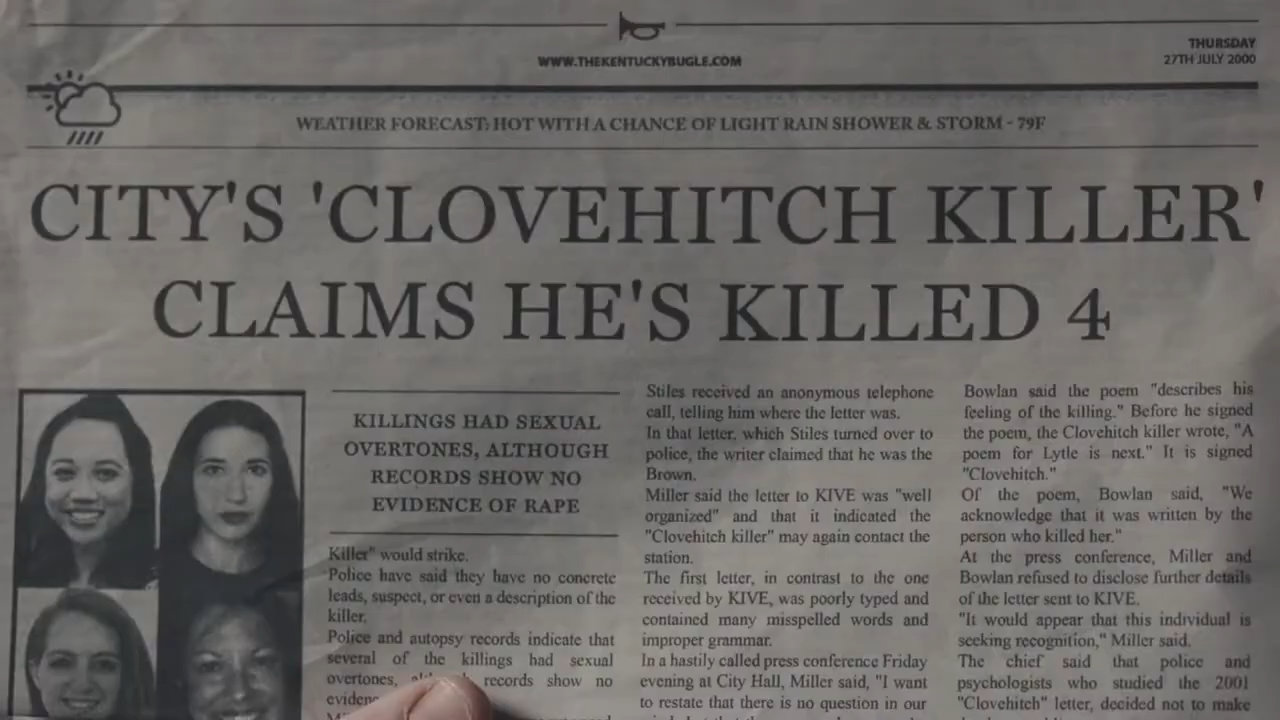 WWW.THEKENTUCKYBUGLE.COM
THURSDAY
27TH JULY 2000
WEATHER FORECAST: HOT WITH A CHANCE OF LIGHT RAIN SHOWER & STORM - 79F
CITY'S 'CLOVEHITCH KILLER'
CLAIMS HE'S KILLED 4
KILLINGS HAD SEXUAL
OVERTONES, ALTHOUGH
RECORDS SHOW NO
EVIDENCE OF RAPE
Killer" would strike.
Police have said they have no concrete
leads, suspect, or even a description of the
killer.
Police and autopsy records indicate that
several of the killings had sexual
overtones, records show no
Stiles received an anonymous telephone
call, telling him where the letter was.
In that letter, which Stiles turned over to
police, the writer claimed that he was the
Brown.
Miller said the letter to KIVE was "well
organized" and that it indicated the
"Clovehitch killer" may again contact the
station.
The first letter, in contrast to the one
received by KIVE, was poorly typed and
contained many misspelled words and
improper grammar.
In a hastily called press conference Friday
evening at City Hall, Miller said, "I want
to restate that there is no question in our
Bowlan said the poem "describes his
feeling of the killing." Before he signed
the poem, the Clovehitch killer wrote, "A
poem for Lytle is next." It is signed
"Clovehitch."
Of the poem, Bowlan said, "We
acknowledge that it was written by the
person who killed her."
At the press conference, Miller and
Bowlan refused to disclose further details
of the letter sent to KIVE.
"It would appear that this individual is
seeking recognition," Miller said.
The chief said that police and
psychologists who studied the 2001
"Clovehitch" letter, decided not to make